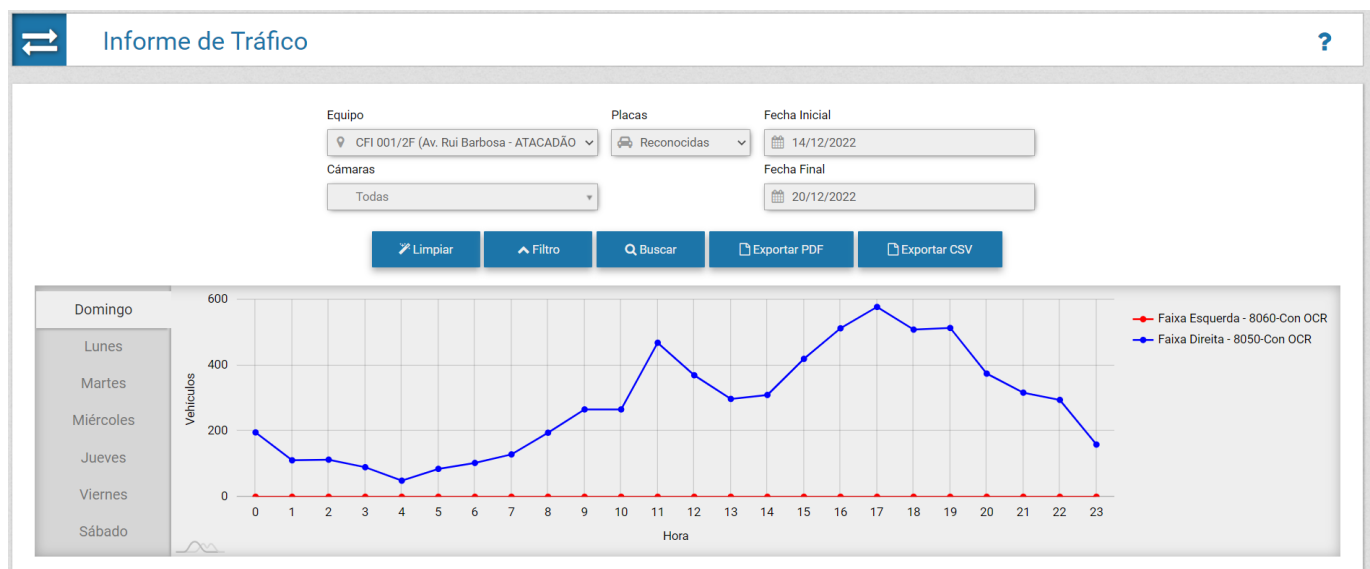 Informe de Tráfico
?
Equipo Placas Fecha Inicial
CFI 001/2F (Av. Rui Barbosa - ATACADÃO Reconocidas 14/12/2022
Cámaras Fecha Final
Todas 20/12/2022
Limpiar Filtro Buscar Exportar PDF Exportar CSV
Domingo
Lunes
Martes
Miércoles
Jueves
Viernes
Sábado
Vehiculos
600
400
200
0
0 1 2 3 4 5 6 7 8 9 10 11 12 13 14 15 16 17 18 19 20 21 22 23
Hora
Faixa Esquerda - 8060-Con OCR
Faixa Direita - 8050-Con OCR